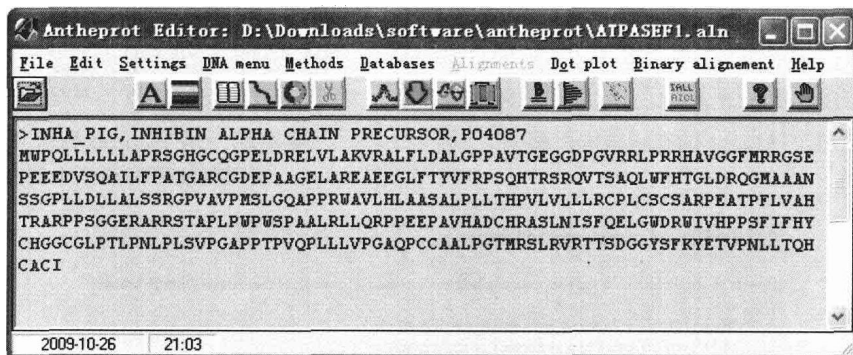 Antheprot Editor: D:\Downloads\software\antheprot\ATPASEF1.aln
File Edit Settings DNA menu Methods Databases Alignments Dot plot Binary alignement Help
>INHA_PIG,INHIBIN ALPHA CHAIN PRECURSOR,P04087
MWPQLLLLLLAPRSGHGCQGPELDRELVLAKVRALFLDALGPPAVTGEGGDPGVRRLPRRHAVGGFMRRGSE
PEEEDVSQAILFPATGARCGDEPAAGELAREAEEGLFTYVFRPSQHTRSRQVTSAQLWFHTGLDRQGMAAAN
SSGPLLDLLALSSRGPVAVPMSLGQAPPRWAVLHLAASALPLLTHPVLVLLLRCPLCSCSARPEATPFLVAH
TRARPPSGGERARRSTAPLPWPWSPAALRLLQRPPEEPAVHADCHRASLNISFQELGWDRWIVHPPSFIFHY
CHGGCGLPTLPNLPLSVPGAPPTPVQPLLLVPGAQPCCAALPGTMRSLRVRTTSDGGYSFKYETVPNLLTQH
CACI
2009-10-26 21:03